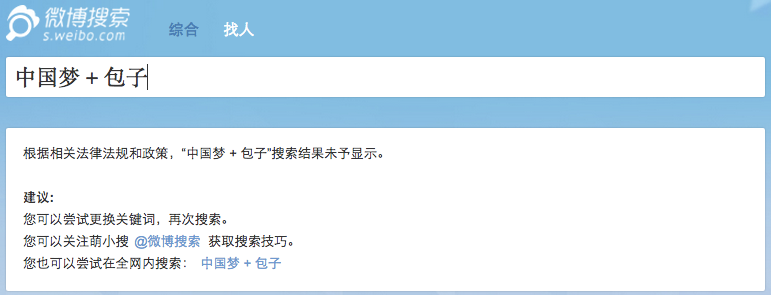 微博搜索
s.weibo.com
综合 找人
中国梦 + 包子
根据相关法律法规和政策，“中国梦 + 包子”搜索结果未予显示。
建议：
您可以尝试更换关键词，再次搜索。
您可以关注萌小搜 @微博搜索 获取搜索技巧。
您也可以尝试在全网内搜索： 中国梦 + 包子